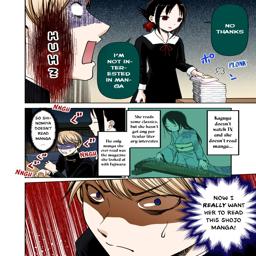 NO
THANKS
I'M
NOT IN-
TER-
ESTED
IN MAN-
GA
HUH?
PLONK
Kaguya
doesn't
watch TV,
and she
doesn't
read manga...
She reads
some classics,
but she hasn't
got any par-
ticular liter-
ary interests
The only
manga she
ever read was
the magazine
she looked at
with Fujiwara
NNGH
NNGH
SO SHI-
NOMIYA
DOESN'T
READ
MANGA
NNGH
NNGH
NOW I
REALLY WANT
HER TO READ
THIS SHOJO
MANGA!